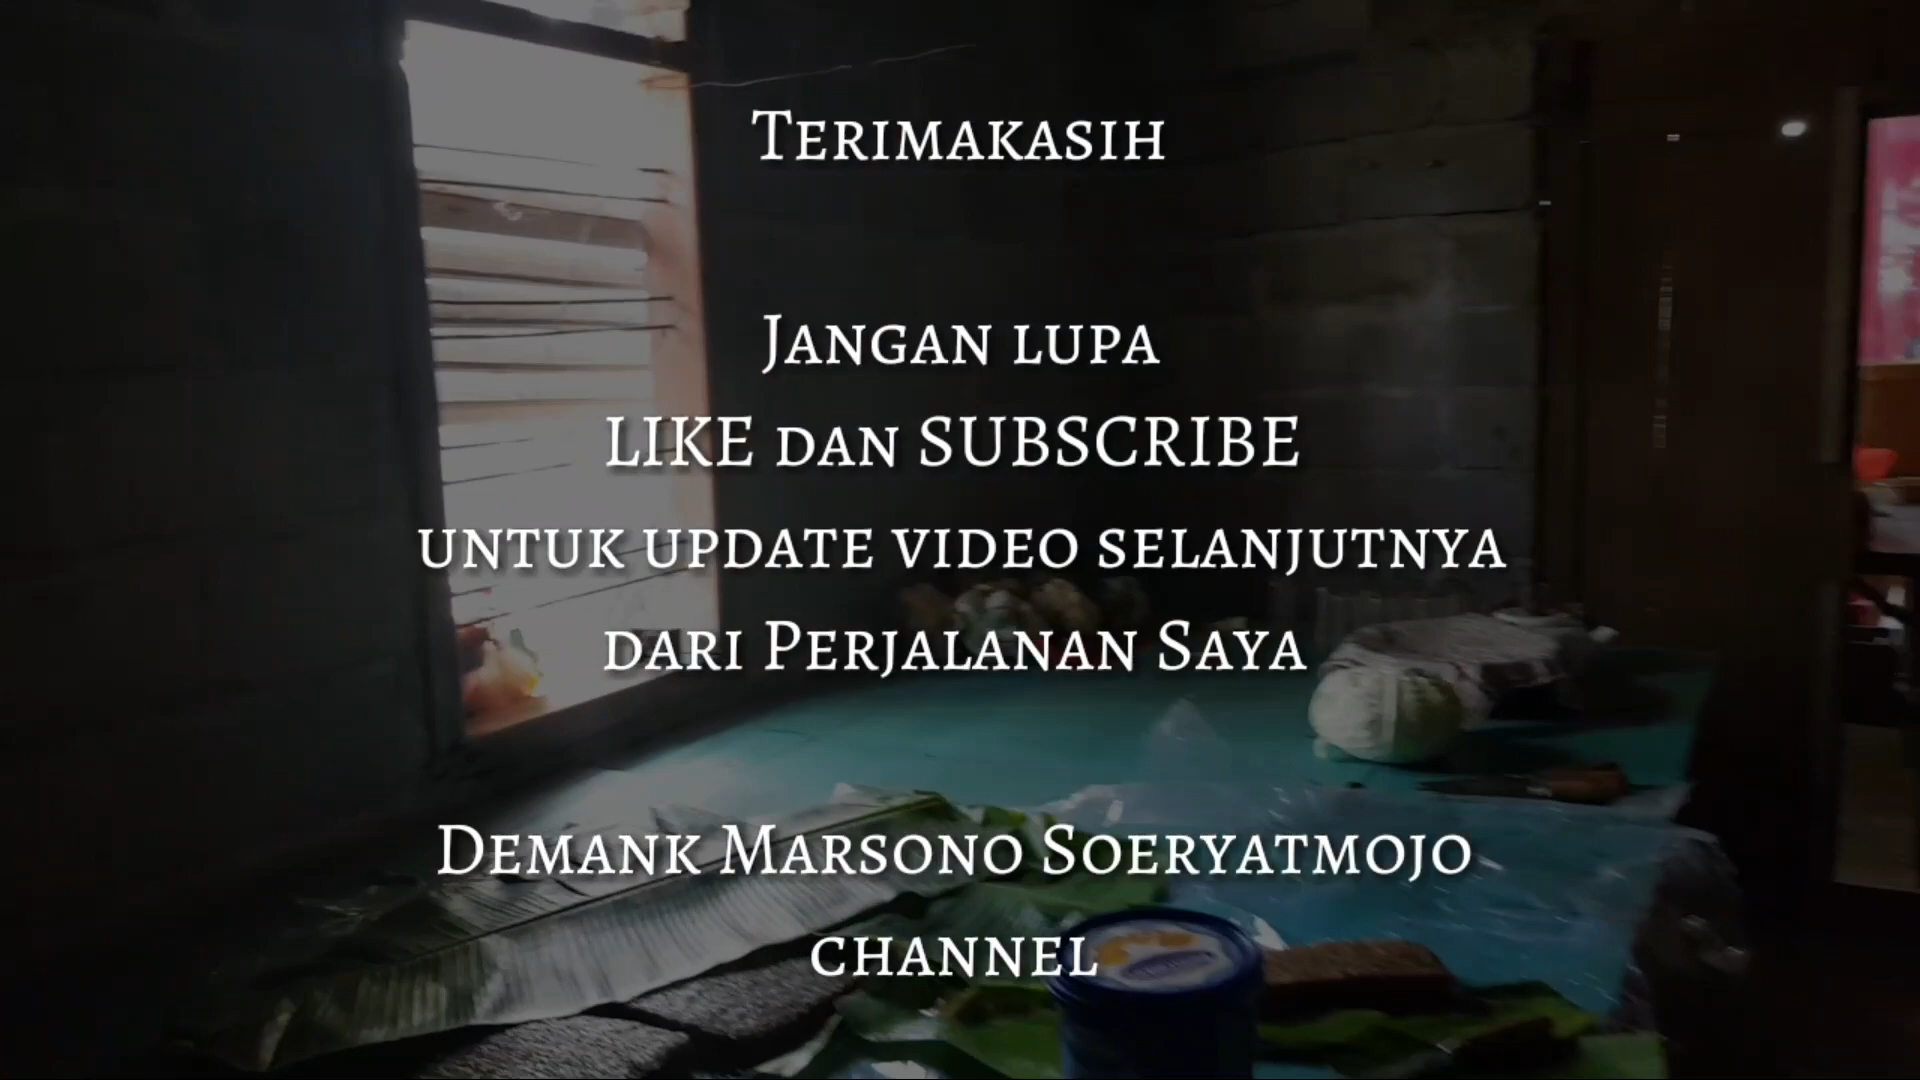 Terimakasih
Jangan lupa
LIKE dan SUBSCRIBE
untuk update video selanjutnya
dari Perjalanan Saya
Demank Marsono Soeryatmojo
channel